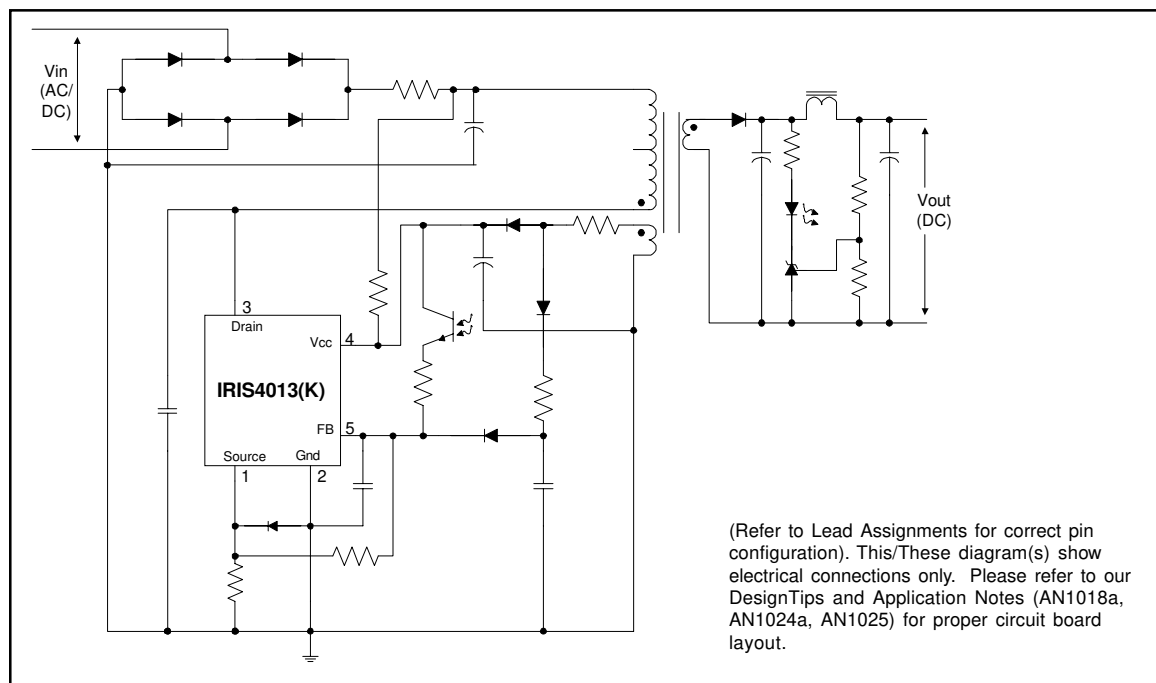 Vin
(AC/
DC)
Vout
(DC)
3
Drain
Vcc
4
IRIS4013(K)
FB
5
Source
Gnd
1
2
(Refer to Lead Assignments for correct pin
configuration). This/These diagram(s) show
electrical connections only. Please refer to our
DesignTips and Application Notes (AN1018a,
AN1024a, AN1025) for proper circuit board
layout.